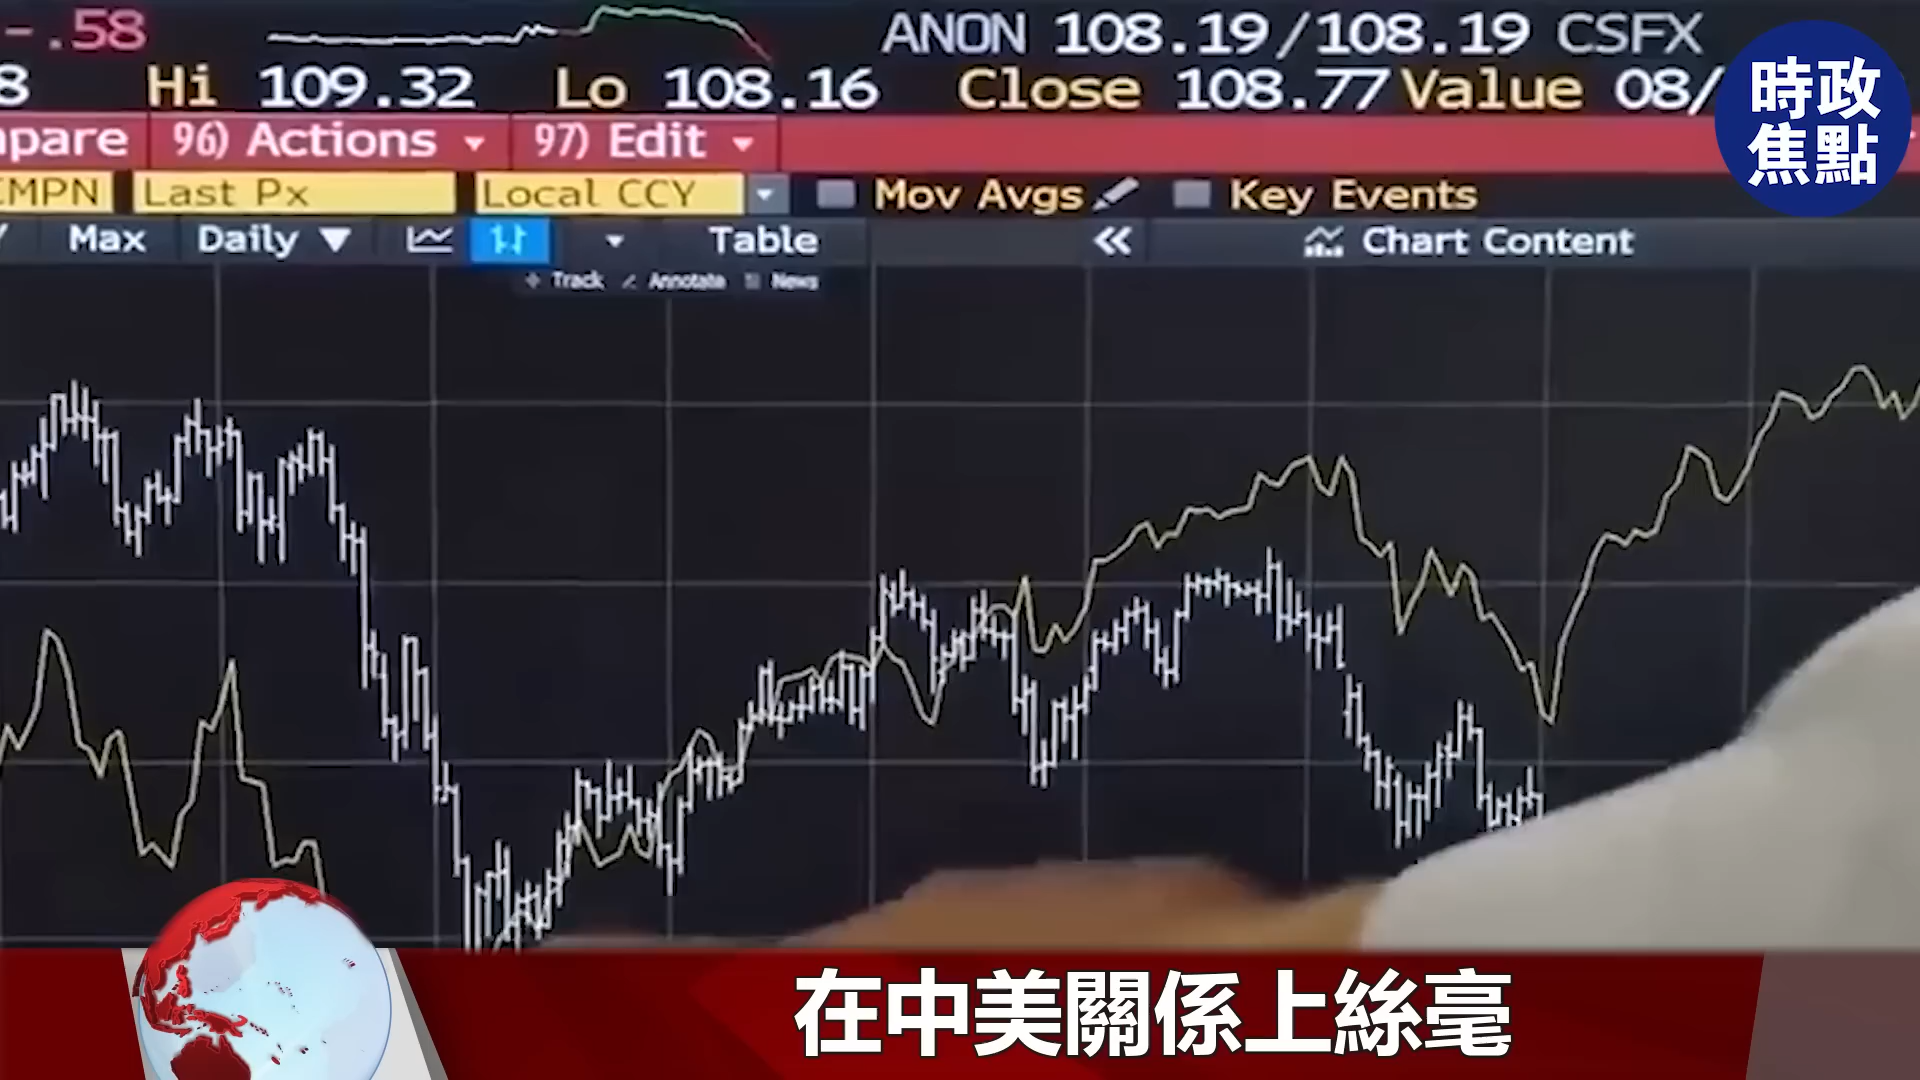 -.58
ANON 108.19/108.19 CSFX
8 Hi 109.32 Lo 108.16 Close 108.77 Value 08/
時政
焦點
mpare 96) Actions 97) Edit
CMPN Last Px Local CCY Mov Avgs Key Events
Max Daily Table « Chart Content
Track Annotate News
在中美關係上絲毫